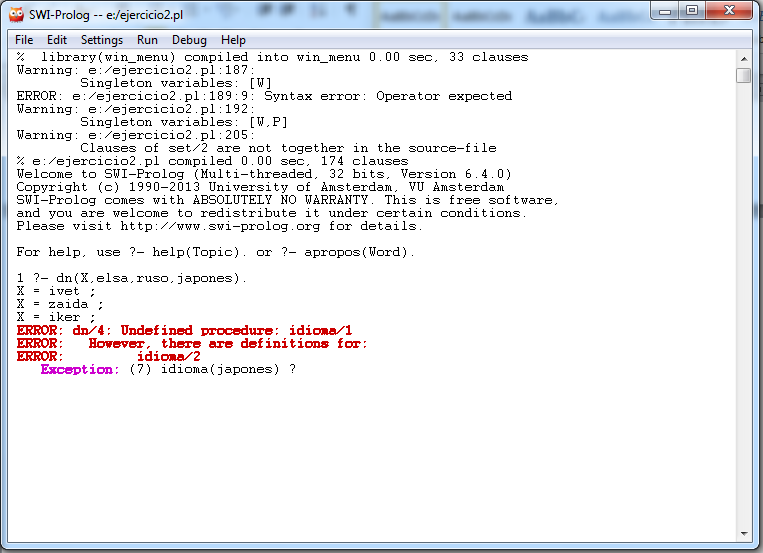 SWI-Prolog -- e:/ejercicio2.pl
File Edit Settings Run Debug Help
% library(win_menu) compiled into win_menu 0.00 sec, 33 clauses
Warning: e:/ejercicio2.pl:187:
Singleton variables: [W]
ERROR: e:/ejercicio2.pl:189:9: Syntax error: Operator expected
Warning: e:/ejercicio2.pl:192:
Singleton variables: [W,P]
Warning: e:/ejercicio2.pl:205:
Clauses of set/2 are not together in the source-file
% e:/ejercicio2.pl compiled 0.00 sec, 174 clauses
Welcome to SWI-Prolog (Multi-threaded, 32 bits, Version 6.4.0)
Copyright (c) 1990-2013 University of Amsterdam, VU Amsterdam
SWI-Prolog comes with ABSOLUTELY NO WARRANTY. This is free software,
and you are welcome to redistribute it under certain conditions.
Please visit http://www.swi-prolog.org for details.
For help, use ?- help(Topic). or ?- apropos(Word).
1 ?- dn(X,elsa,ruso,japones).
X = ivet ;
X = zaida ;
X = iker ;
ERROR: dn/4: Undefined procedure: idioma/1
ERROR: However, there are definitions for:
ERROR: idioma/2
Exception: (7) idioma(japones) ?